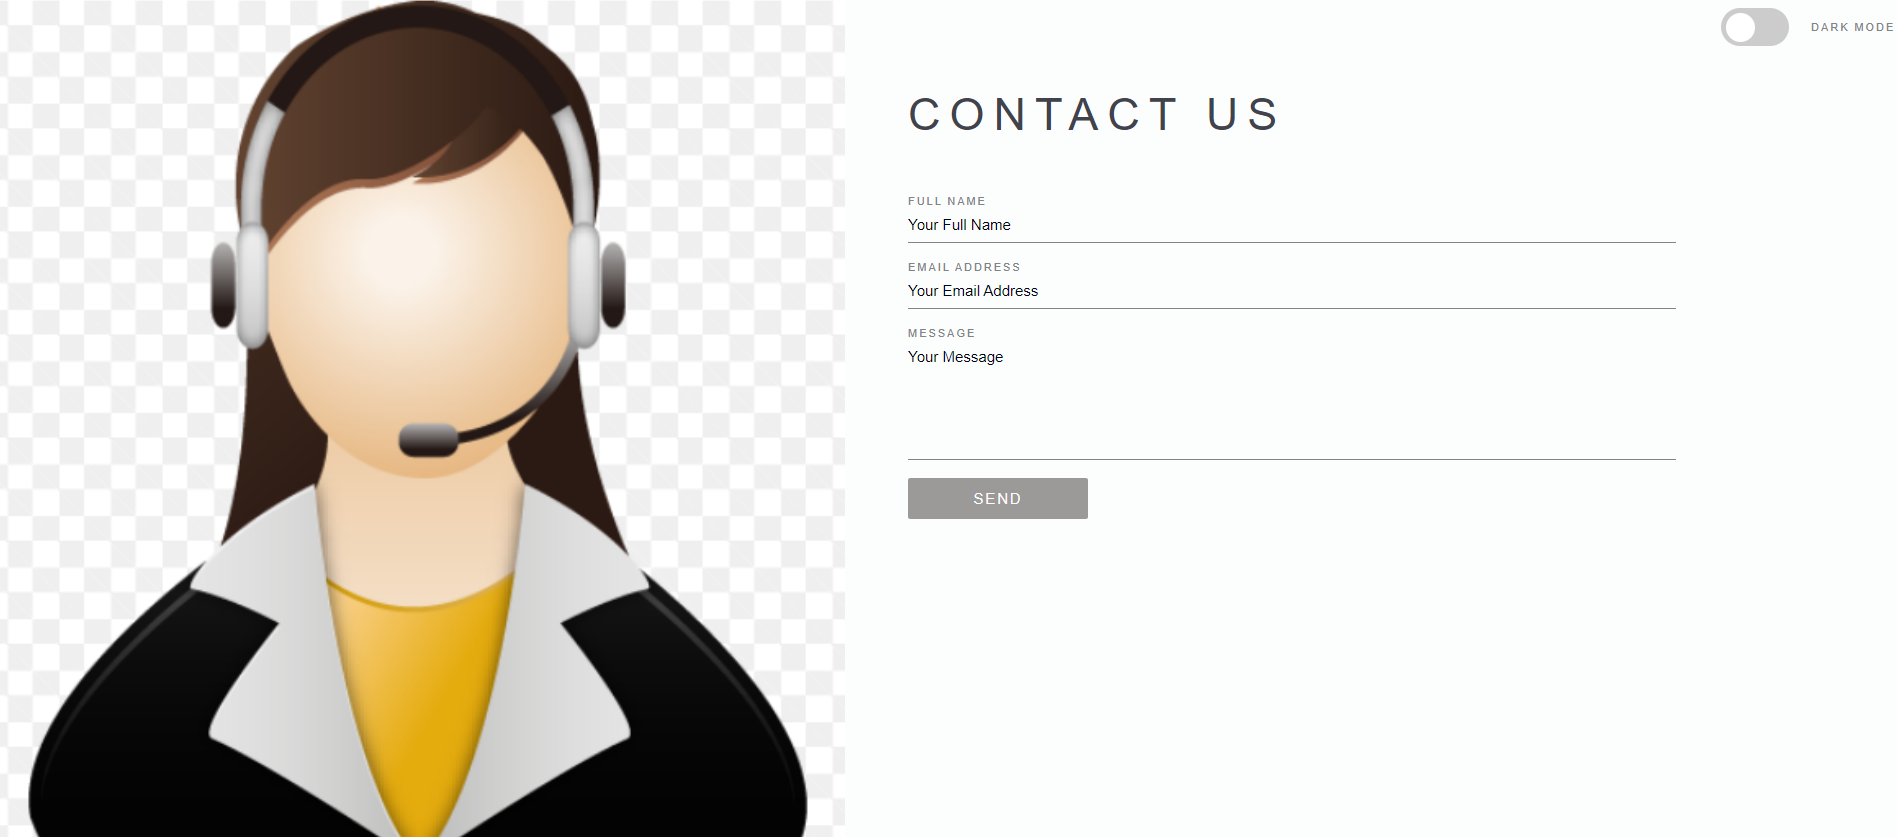 DARK MODE
CONTACT US
FULL NAME
Your Full Name
EMAIL ADDRESS
Your Email Address
MESSAGE
Your Message
SEND